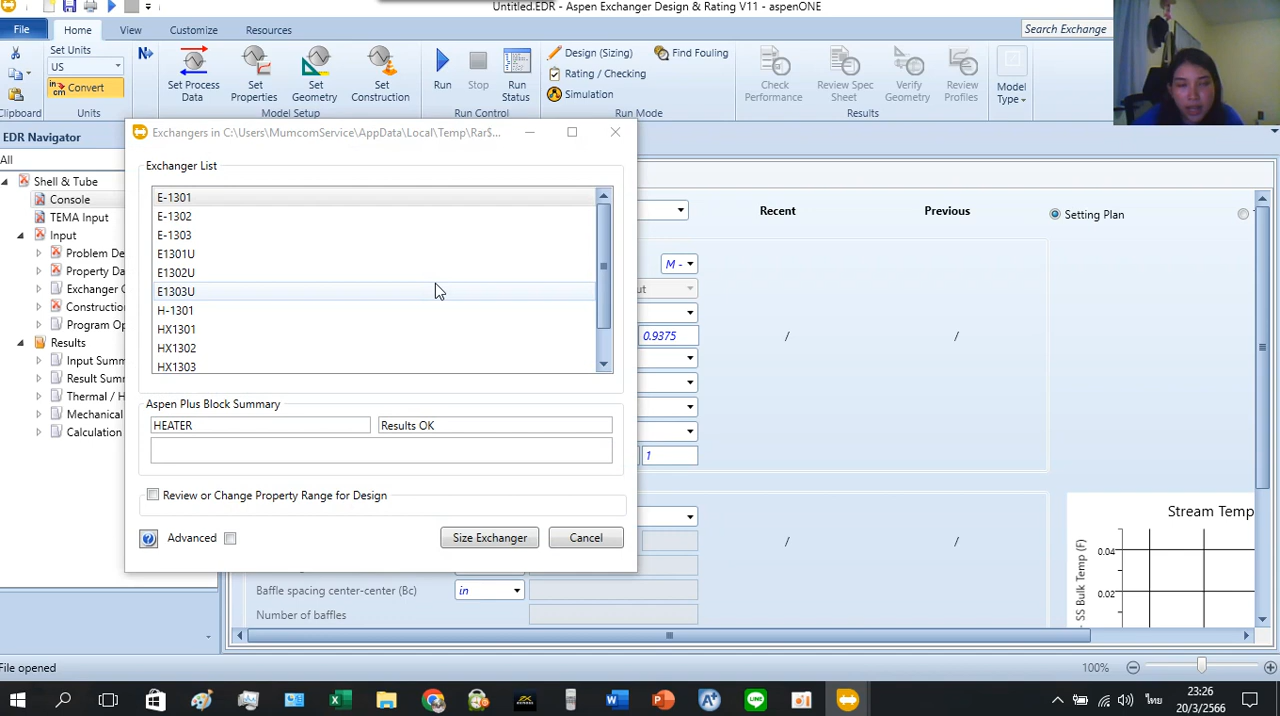 Untitled.EDR - Aspen Exchanger Design & Rating V11 - aspenONE
File
Home
View
Customize
Resources
Search Exchange
Set Units
US
Convert
Units
Clipboard
Set Process Data
Set Properties
Set Geometry
Set Construction
Model Setup
Run
Stop
Run Status
Run Control
Design (Sizing)
Rating / Checking
Simulation
Find Fouling
Run Mode
Check Performance
Review Spec Sheet
Verify Geometry
Review Profiles
Results
Model Type
EDR Navigator
All
Shell & Tube
Console
TEMA Input
Input
Problem De
Property Da
Exchanger G
Construction
Program Op
Results
Input Summ
Result Summ
Thermal / H
Mechanical
Calculation
Exchangers in C:\Users\MumcomService\AppData\Local\Temp\Rar$...
Exchanger List
E-1301
E-1302
E-1303
E1301U
E1302U
E1303U
H-1301
HX1301
HX1302
HX1303
Aspen Plus Block Summary
HEATER
Results OK
Review or Change Property Range for Design
Advanced
Size Exchanger
Cancel
Recent
Previous
Setting Plan
M -
ut
0.9375
/
/
1
/
/
Baffle spacing center-center (Bc)
in
Number of baffles
Stream Temp
SS Bulk Temp (F)
0.04
0.02
File opened
100%
ไทย
23:26
20/3/2566